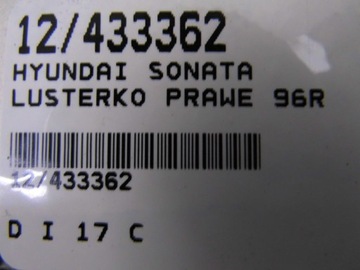 12/433362
HYUNDAI SONATA
LUSTERKO PRAWE 96R
12/433362
D I 17 C